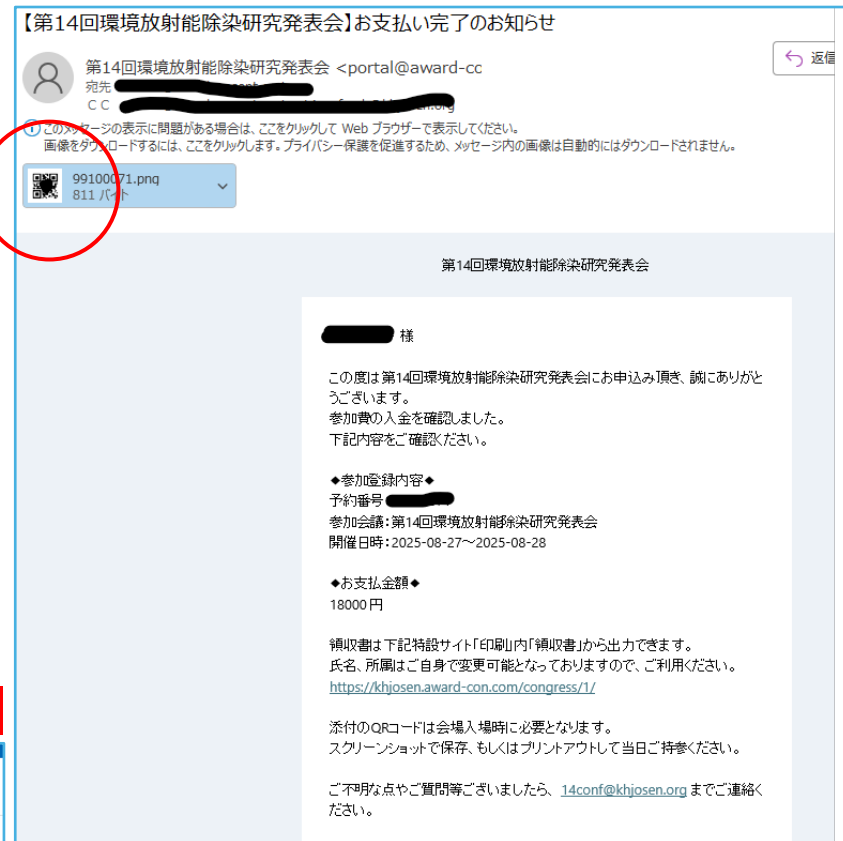 【第14回環境放射能除染研究発表会】お支払い完了のお知らせ
第14回環境放射能除染研究発表会 <portal@award-cc
返信
宛先
CC
このメッセージの表示に問題がある場合は、ここをクリックして Web ブラウザーで表示してください。
画像をダウンロードするには、ここをクリックします。プライバシー保護を促進するため、メッセージ内の画像は自動的にはダウンロードされません。
99100071.png
811 バイト
第14回環境放射能除染研究発表会
様
この度は第14回環境放射能除染研究発表会にお申込み頂き、誠にありがと
うございます。
参加費の入金を確認しました。
下記内容をご確認ください。
◆参加登録内容◆
予約番号
参加会議：第14回環境放射能除染研究発表会
開催日時：2025-08-27～2025-08-28
◆お支払金額◆
18000円
領収書は下記特設サイト「印刷」内「領収書」から出力できます。
氏名、所属はご自身で変更可能となっておりますので、ご利用ください。
https://khjosen.award-con.com/congress/1/
添付のQRコードは会場入場時に必要となります。
スクリーンショットで保存、もしくはプリントアウトして当日ご持参ください。
ご不明な点やご質問等ございましたら、 14conf@khjosen.org までご連絡く
ださい。